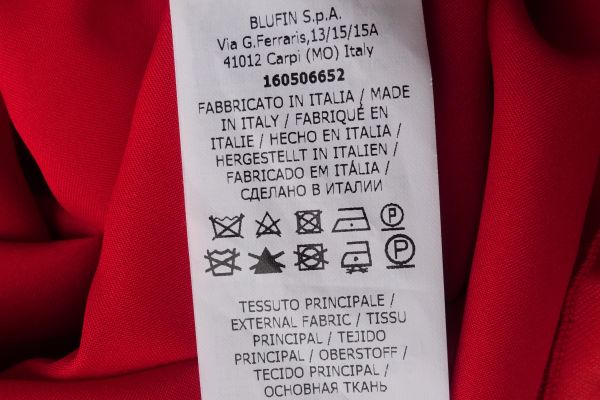 BLUFIN S.p.A.
Via G.Ferraris,13/15/15A
41012 Carpi (MO) Italy
160506652
FABBRICATO IN ITALIA / MADE
IN ITALY / FABRIQUÉ EN
ITALIE / HECHO EN ITALIA /
HERGESTELLT IN ITALIEN /
FABRICADO EM ITÁLIA /
СДЕЛАНО В ИТАЛИИ
P
P
TESSUTO PRINCIPALE /
EXTERNAL FABRIC / TISSU
PRINCIPAL / TEJIDO
PRINCIPAL / OBERSTOFF /
TECIDO PRINCIPAL /
ОСНОВНАЯ ТКАНЬ